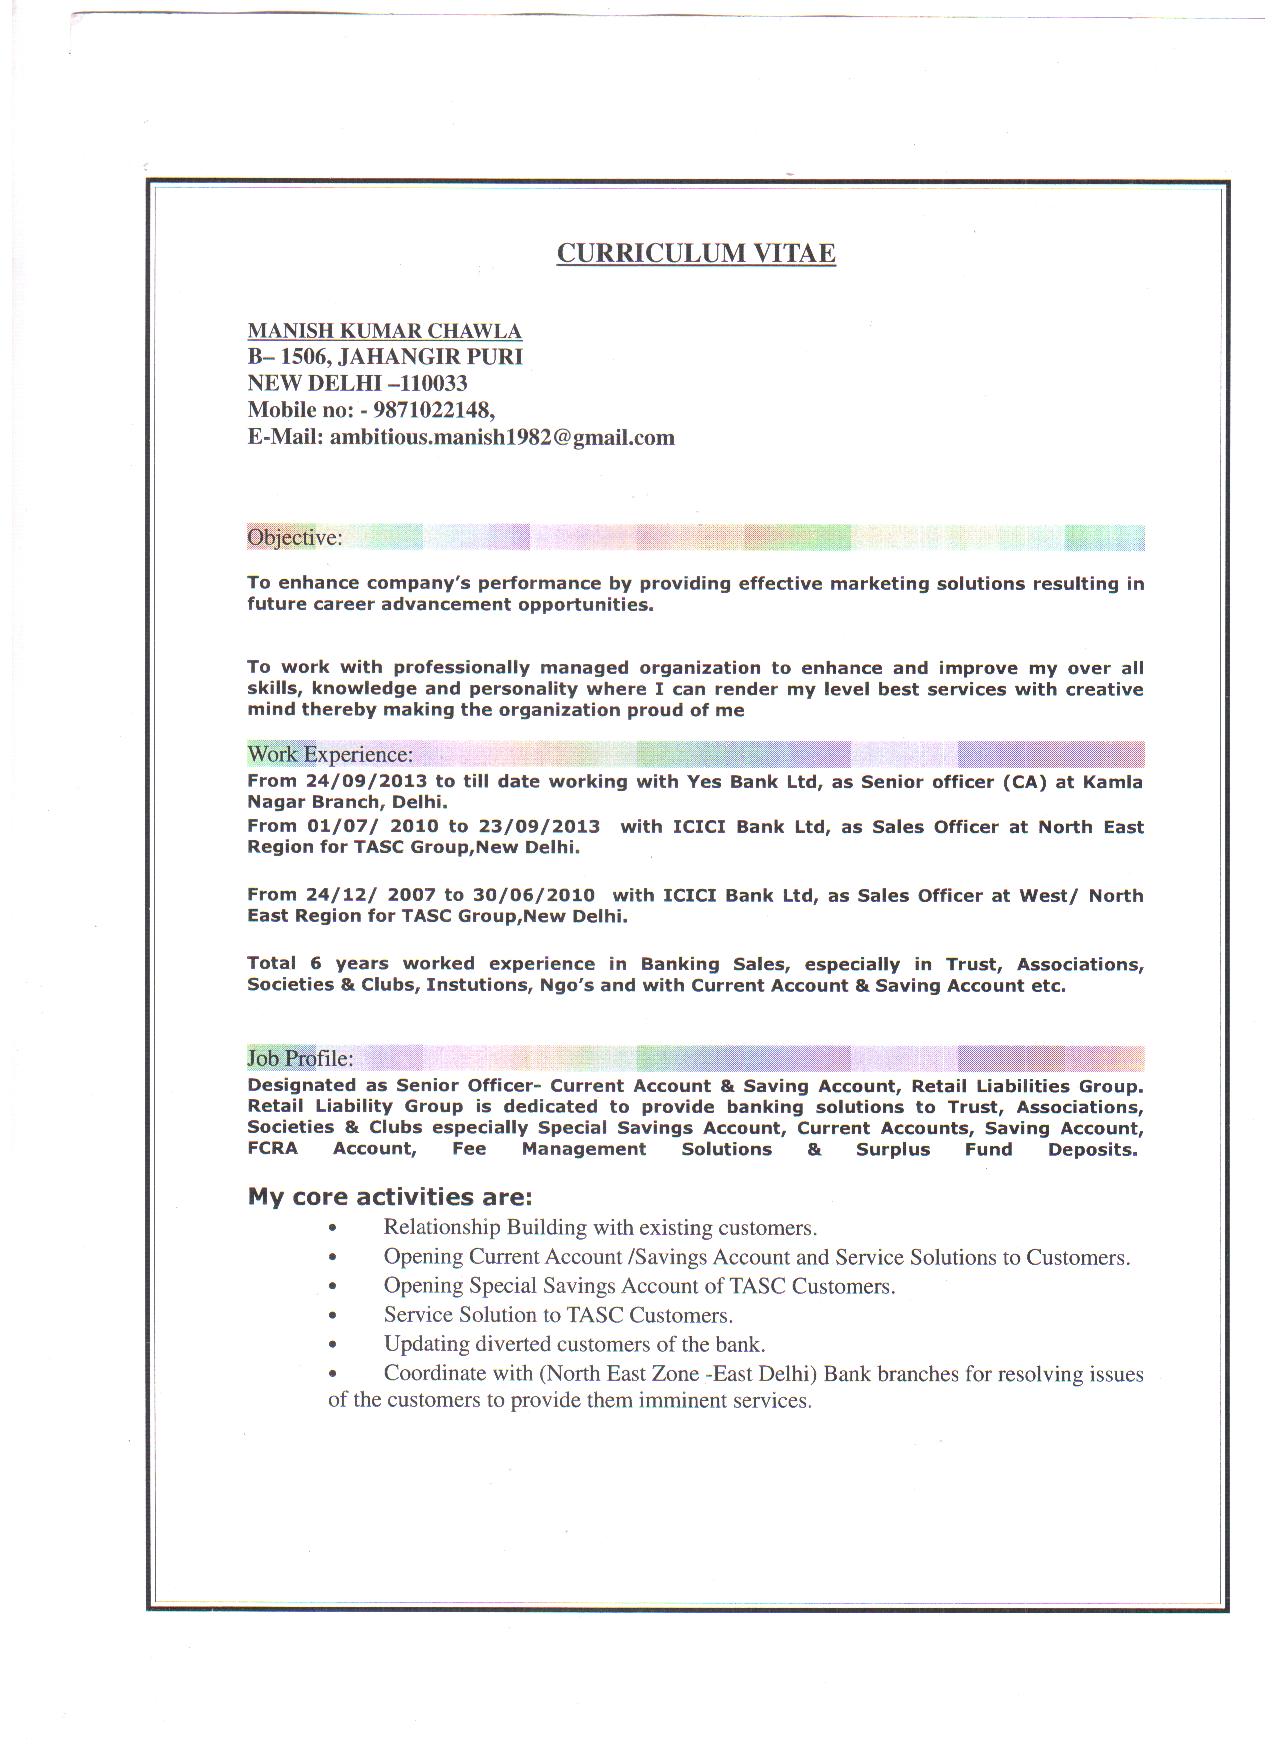 CURRICULUM VITAE
MANISH KUMAR CHAWLA
B– 1506, JAHANGIR PURI
NEW DELHI –110033
Mobile no: - 9871022148,
E-Mail: ambitious.manish1982@gmail.com
Objective:
To enhance company's performance by providing effective marketing solutions resulting in
future career advancement opportunities.
To work with professionally managed organization to enhance and improve my over all
skills, knowledge and personality where I can render my level best services with creative
mind thereby making the organization proud of me
Work Experience:
From 24/09/2013 to till date working with Yes Bank Ltd, as Senior officer (CA) at Kamla
Nagar Branch, Delhi.
From 01/07/ 2010 to 23/09/2013 with ICICI Bank Ltd, as Sales Officer at North East
Region for TASC Group,New Delhi.
From 24/12/ 2007 to 30/06/2010 with ICICI Bank Ltd, as Sales Officer at West/ North
East Region for TASC Group,New Delhi.
Total 6 years worked experience in Banking Sales, especially in Trust, Associations,
Societies & Clubs, Instutions, Ngo's and with Current Account & Saving Account etc.
Job Profile:
Designated as Senior Officer- Current Account & Saving Account, Retail Liabilities Group.
Retail Liability Group is dedicated to provide banking solutions to Trust, Associations,
Societies & Clubs especially Special Savings Account, Current Accounts, Saving Account,
FCRA Account, Fee Management Solutions & Surplus Fund Deposits.
My core activities are:
• Relationship Building with existing customers.
• Opening Current Account /Savings Account and Service Solutions to Customers.
• Opening Special Savings Account of TASC Customers.
• Service Solution to TASC Customers.
• Updating diverted customers of the bank.
• Coordinate with (North East Zone -East Delhi) Bank branches for resolving issues
of the customers to provide them imminent services.